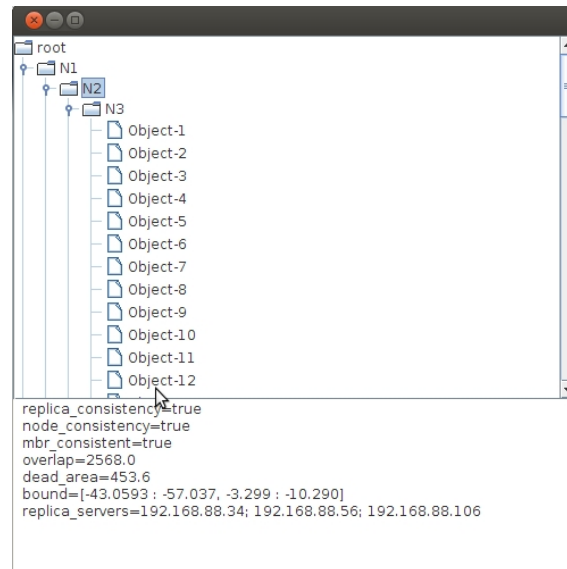 root
N1
N2
N3
Object-1
Object-2
Object-3
Object-4
Object-5
Object-6
Object-7
Object-8
Object-9
Object-10
Object-11
Object-12
replica_consistency=true
node_consistency=true
mbr_consistent=true
overlap=2568.0
dead_area=453.6
bound=[-43.0593 : -57.037, -3.299 : -10.290]
replica_servers=192.168.88.34; 192.168.88.56; 192.168.88.106